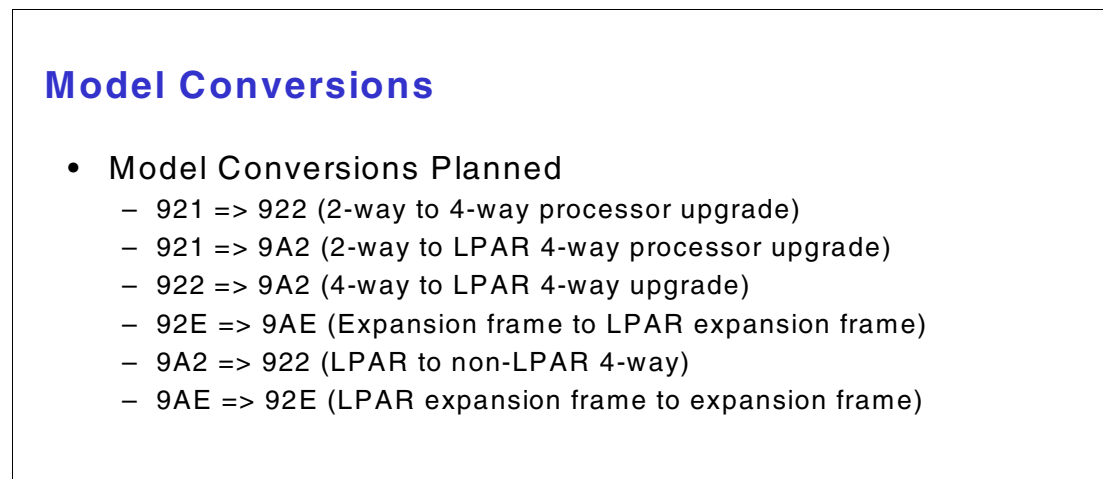 Model Conversions
• Model Conversions Planned
– 921 => 922 (2-way to 4-way processor upgrade)
– 921 => 9A2 (2-way to LPAR 4-way processor upgrade)
– 922 => 9A2 (4-way to LPAR 4-way upgrade)
– 92E => 9AE (Expansion frame to LPAR expansion frame)
– 9A2 => 922 (LPAR to non-LPAR 4-way)
– 9AE => 92E (LPAR expansion frame to expansion frame)